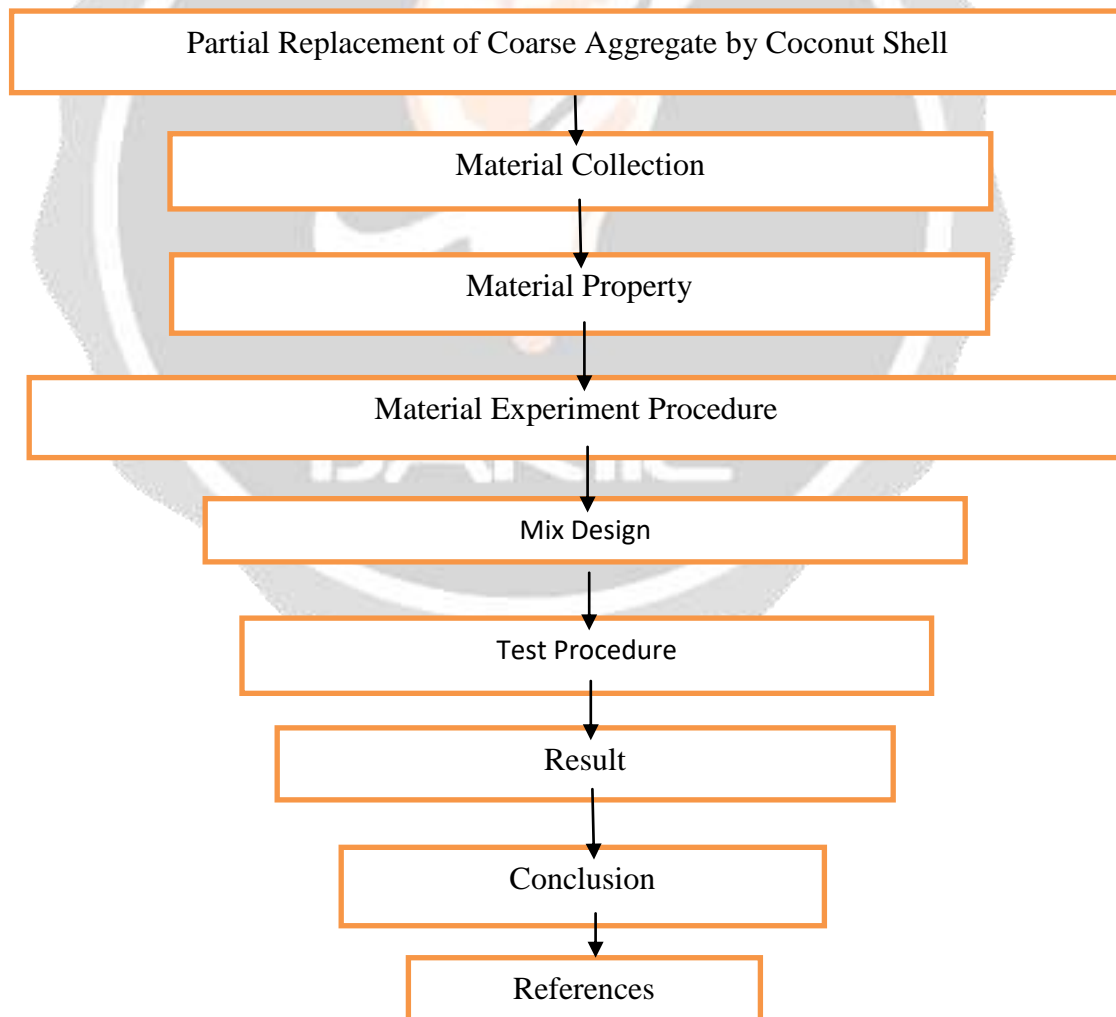 Partial Replacement of Coarse Aggregate by Coconut Shell
Material Collection
Material Property
Material Experiment Procedure
Mix Design
Test Procedure
Result
Conclusion
References